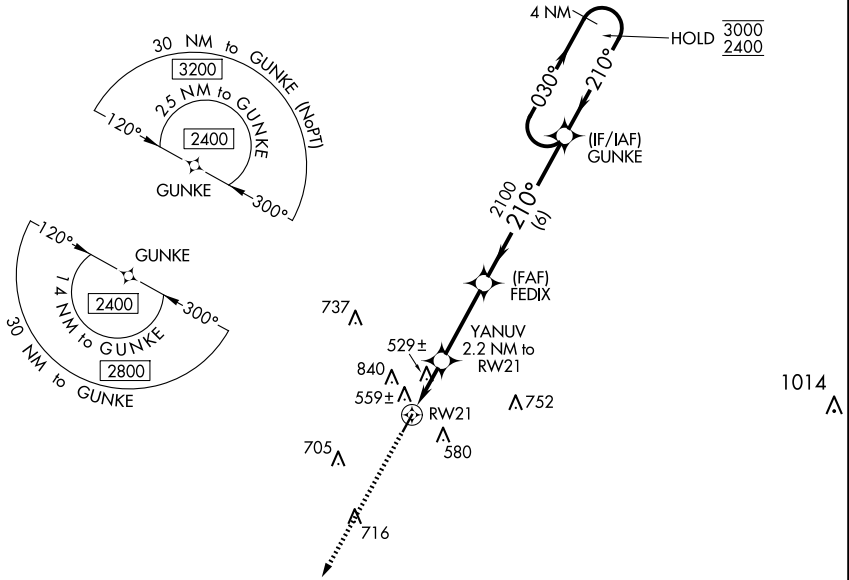 30 NM to GUNKE (NoPT)
3200
25 NM to GUNKE
2400
120°
GUNKE
300°
120°
GUNKE
2400
300°
14 NM to GUNKE
2800
30 NM to GUNKE
4 NM
HOLD
3000
2400
030°
210°
(IF/IAF)
GUNKE
2100
210°
(6)
(FAF)
FEDIX
737
YANUV
2.2 NM to
RW21
529±
840
559±
RW21
752
1014
705
580
716